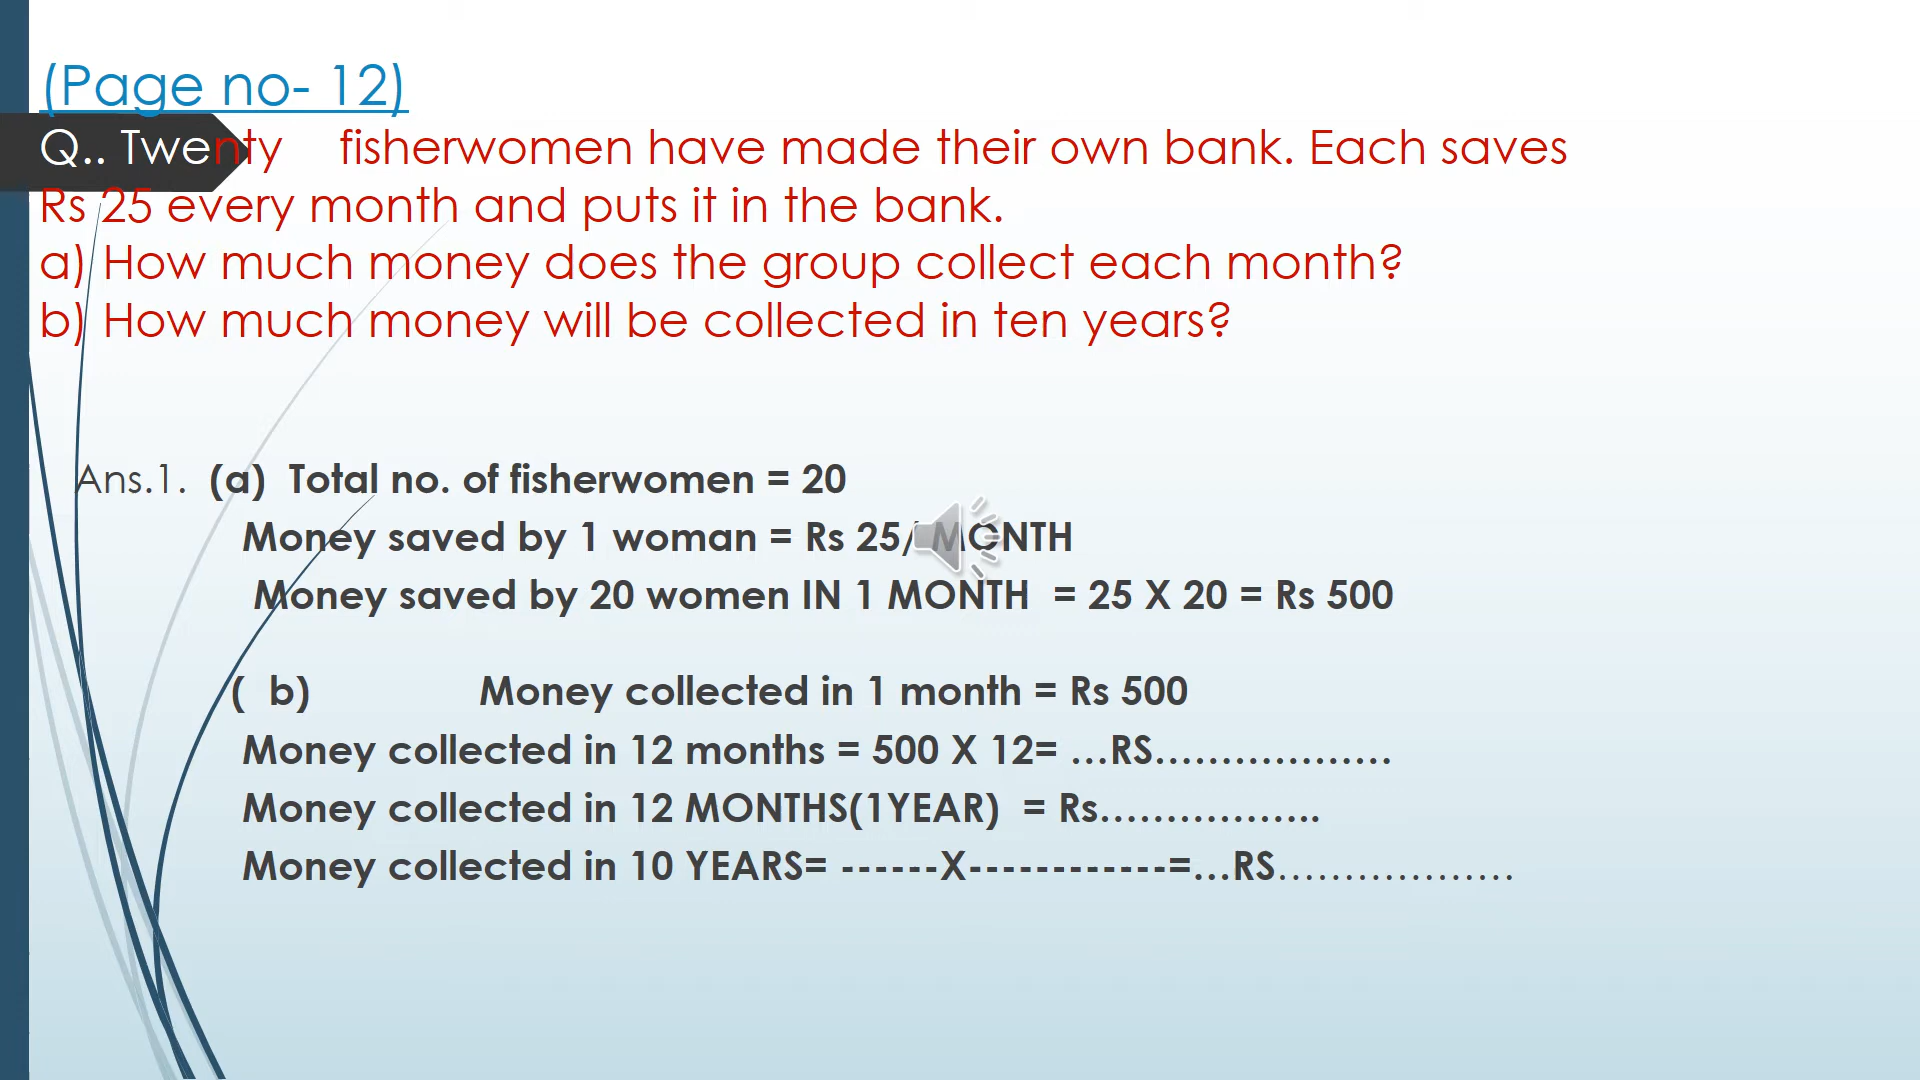 (Page no- 12)
Q.. Twenty fisherwomen have made their own bank. Each saves
Rs 25 every month and puts it in the bank.
a) How much money does the group collect each month?
b) How much money will be collected in ten years?
Ans.1. (a) Total no. of fisherwomen = 20
Money saved by 1 woman = Rs 25/ MONTH
Money saved by 20 women IN 1 MONTH = 25 X 20 = Rs 500
( b) Money collected in 1 month = Rs 500
Money collected in 12 months = 500 X 12= …RS………………
Money collected in 12 MONTHS(1YEAR) = Rs……………..
Money collected in 10 YEARS= ------X------------=…RS………………